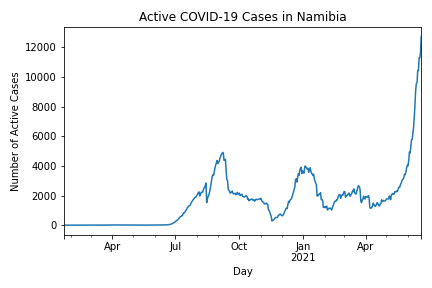 Active COVID-19 Cases in Namibia
Number of Active Cases
12000
10000
8000
6000
4000
2000
0
Apr Jul Oct Jan Apr
2021
Day